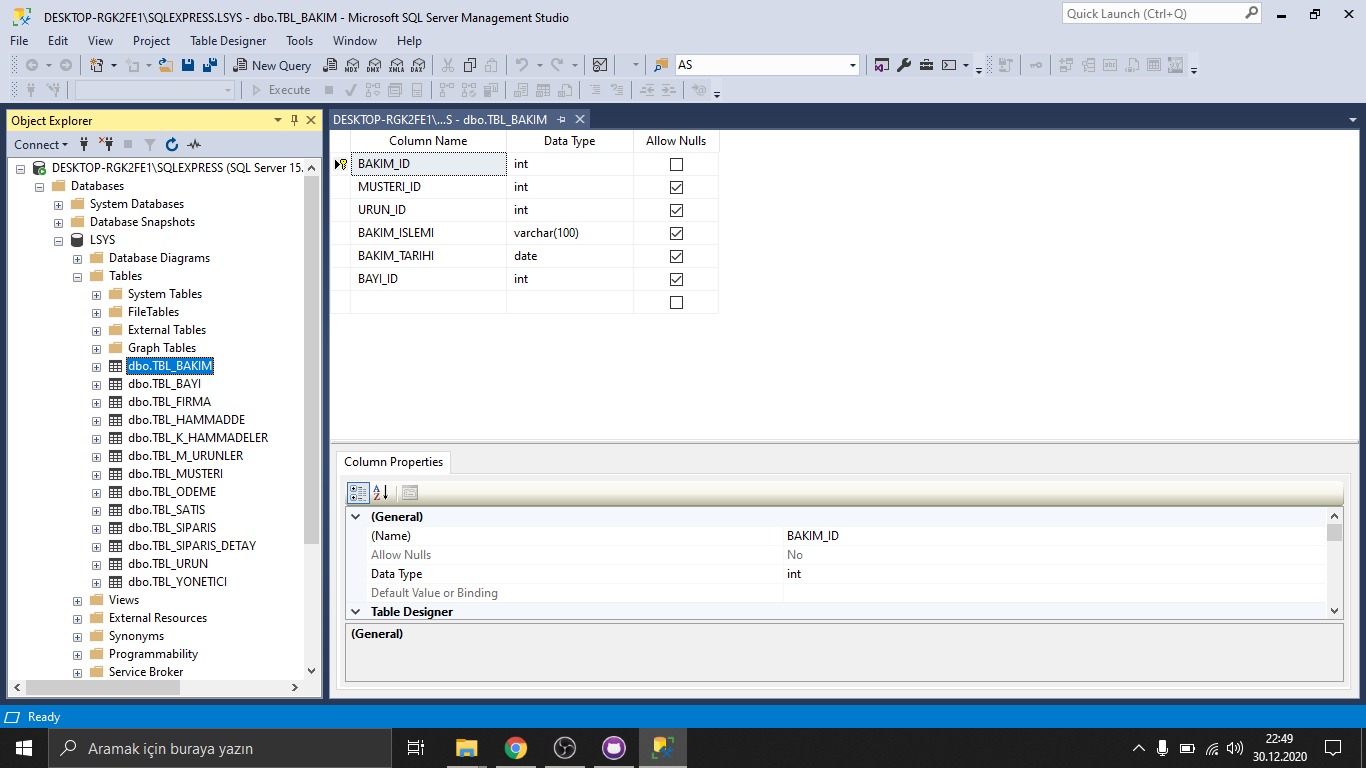 DESKTOP-RGK2FE1\SQLEXPRESS.LSYS - dbo.TBL_BAKIM - Microsoft SQL Server Management Studio
Quick Launch (Ctrl+Q)
File Edit View Project Table Designer Tools Window Help
New Query MDX DMX XMLA DAX AS
Execute
Object Explorer
DESKTOP-RGK2FE1\...S - dbo.TBL_BAKIM
Connect
DESKTOP-RGK2FE1\SQLEXPRESS (SQL Server 15.
Databases
System Databases
Database Snapshots
LSYS
Database Diagrams
Tables
System Tables
FileTables
External Tables
Graph Tables
dbo.TBL_BAKIM
dbo.TBL_BAYI
dbo.TBL_FIRMA
dbo.TBL_HAMMADDE
dbo.TBL_K_HAMMADELER
dbo.TBL_M_URUNLER
dbo.TBL_MUSTERI
dbo.TBL_ODEME
dbo.TBL_SATIS
dbo.TBL_SIPARIS
dbo.TBL_SIPARIS_DETAY
dbo.TBL_URUN
dbo.TBL_YONETICI
Views
External Resources
Synonyms
Programmability
Service Broker
Column Name Data Type Allow Nulls
BAKIM_ID int
MUSTERI_ID int
URUN_ID int
BAKIM_ISLEMI varchar(100)
BAKIM_TARIHI date
BAYI_ID int
Column Properties
(General)
(Name) BAKIM_ID
Allow Nulls No
Data Type int
Default Value or Binding
Table Designer
(General)
Ready
Aramak için buraya yazın
22:49
30.12.2020